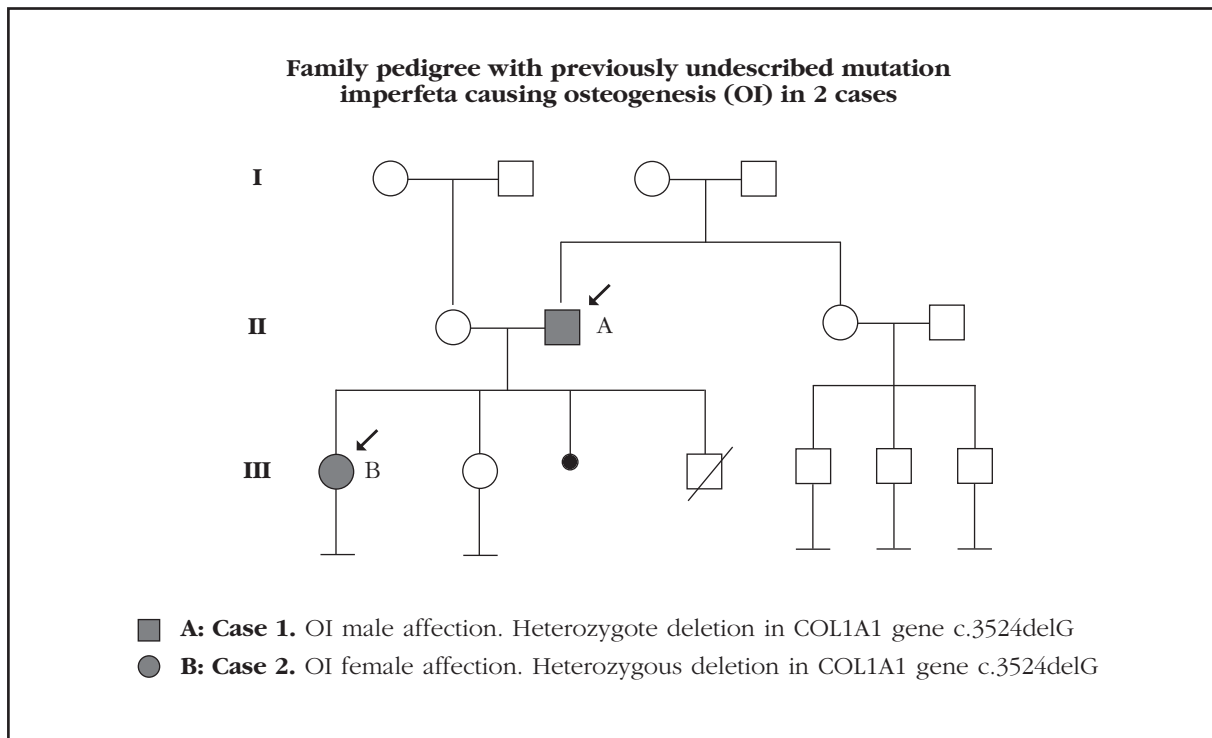 Family pedigree with previously undescribed mutation
imperfeta causing osteogenesis (OI) in 2 cases
I
II
A
III
B
A: Case 1. OI male affection. Heterozygote deletion in COL1A1 gene c.3524delG
B: Case 2. OI female affection. Heterozygous deletion in COL1A1 gene c.3524delG